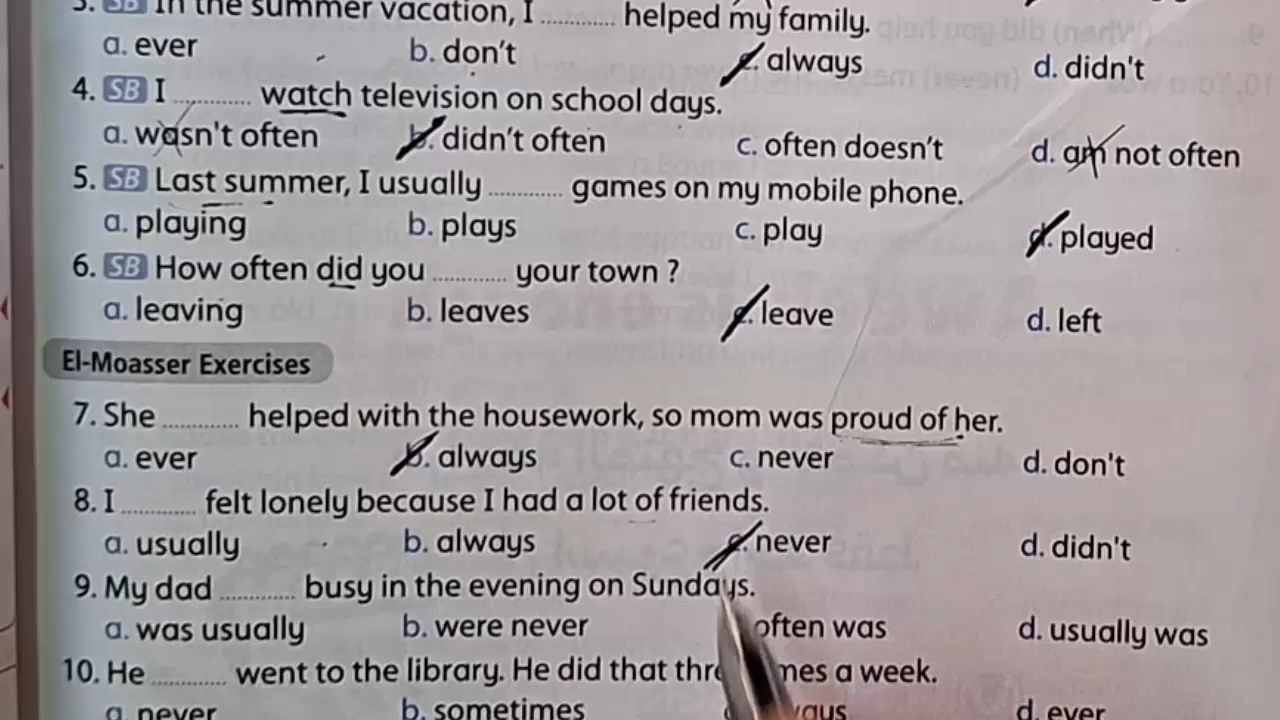 3. SB In the summer vacation, I ............ helped my family.
a. ever b. don't c. always d. didn't
4. SB I ............ watch television on school days.
a. wasn't often b. didn't often c. often doesn't d. am not often
5. SB Last summer, I usually ............ games on my mobile phone.
a. playing b. plays c. play d. played
6. SB How often did you ............ your town ?
a. leaving b. leaves c. leave d. left
El-Moasser Exercises
7. She ............ helped with the housework, so mom was proud of her.
a. ever b. always c. never d. don't
8. I ............ felt lonely because I had a lot of friends.
a. usually b. always c. never d. didn't
9. My dad ............ busy in the evening on Sundays.
a. was usually b. were never often was d. usually was
10. He ............ went to the library. He did that a week.
a. never b. sometimes d. ever